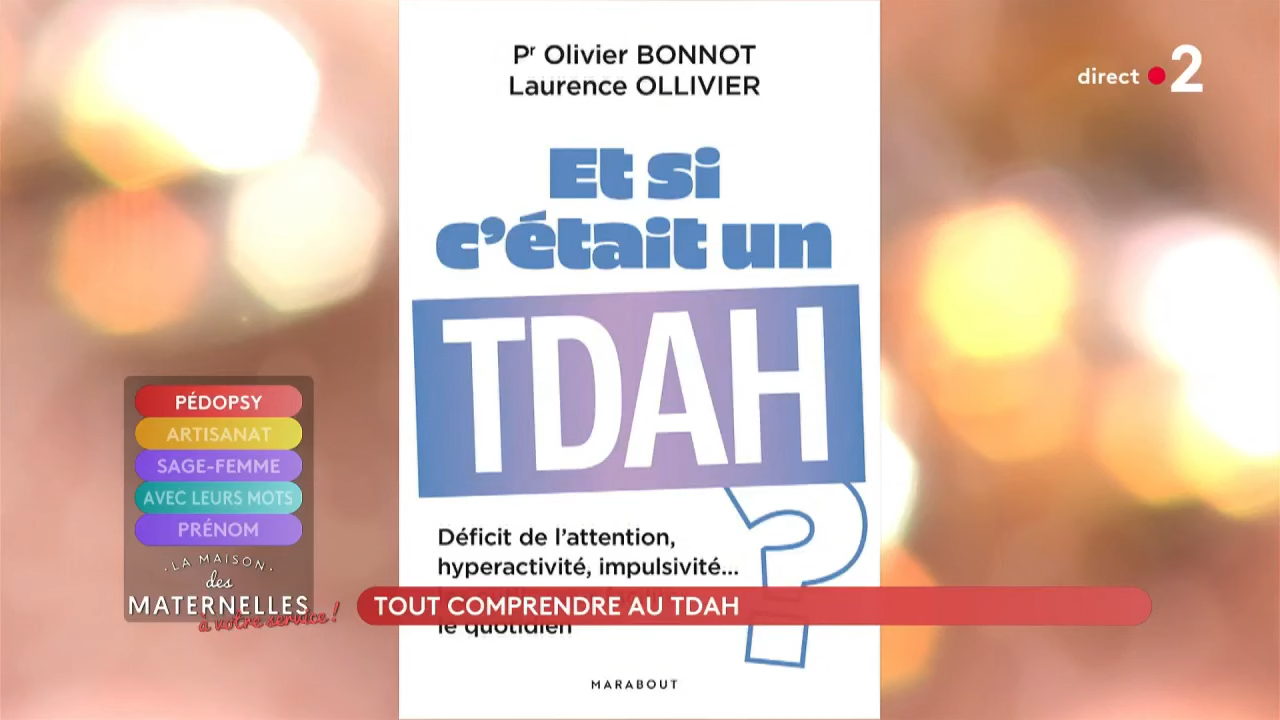 Pʳ Olivier BONNOT
Laurence OLLIVIER
direct 2
Et si
c'était un
TDAH
?
Déficit de l'attention,
hyperactivité, impulsivité...
le quotidien
MARABOUT
PÉDOPSY
ARTISANAT
SAGE-FEMME
AVEC LEURS MOTS
PRÉNOM
.LA MAISON.
des
MATERNELLES
à votre service !
TOUT COMPRENDRE AU TDAH